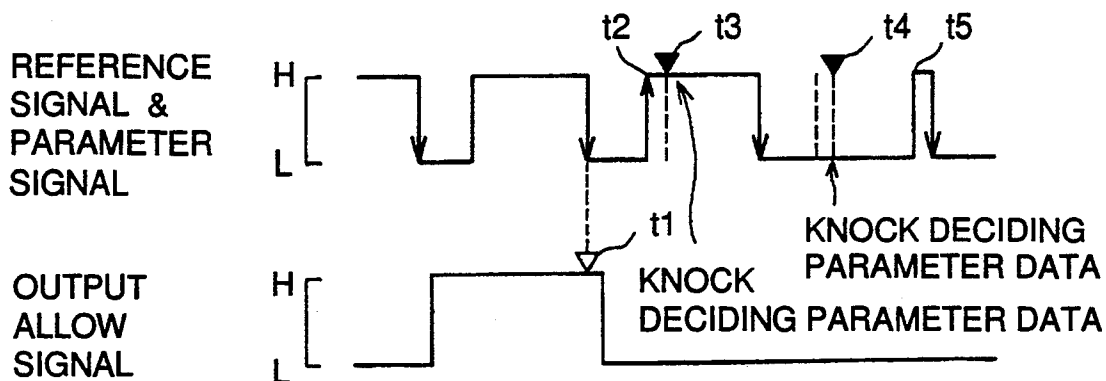 t2
t3
t4
t5
REFERENCE
SIGNAL &
PARAMETER
SIGNAL
H
L
t1
KNOCK DECIDING
PARAMETER DATA
KNOCK
DECIDING PARAMETER DATA
OUTPUT
ALLOW
SIGNAL
H
L